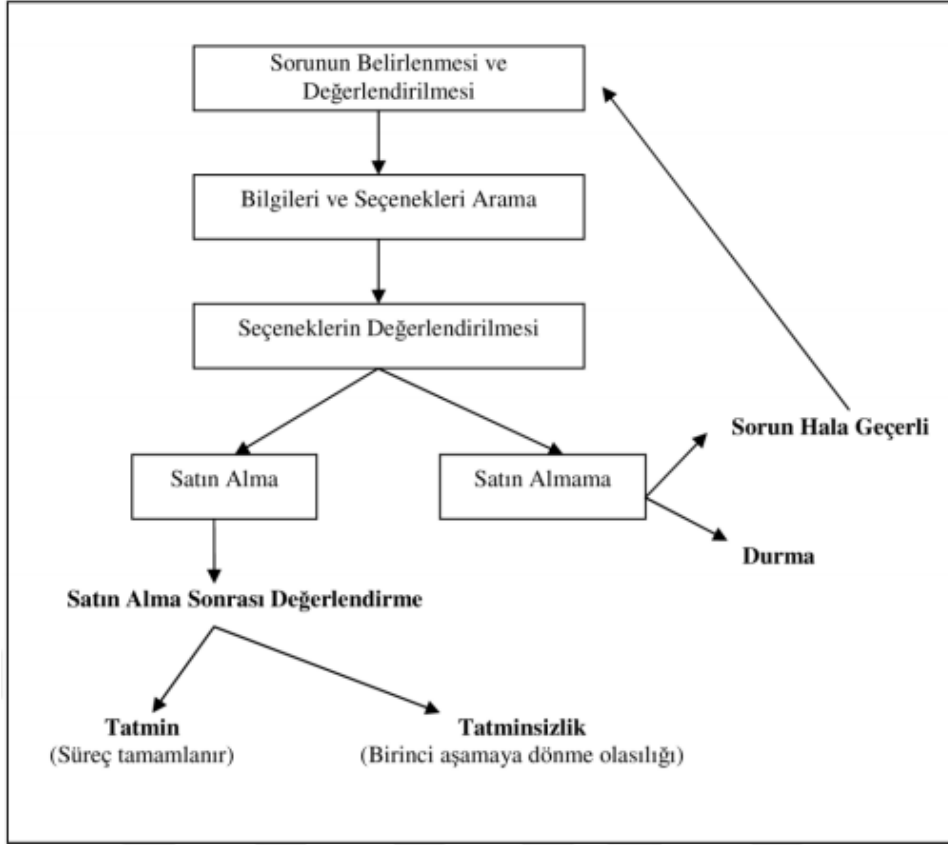 Sorunun Belirlenmesi ve
Değerlendirilmesi
Bilgileri ve Seçenekleri Arama
Seçeneklerin Değerlendirilmesi
Sorun Hala Geçerli
Satın Alma
Satın Almama
Durma
Satın Alma Sonrası Değerlendirme
Tatmin
(Süreç tamamlanır)
Tatminsizlik
(Birinci aşamaya dönme olasılığı)